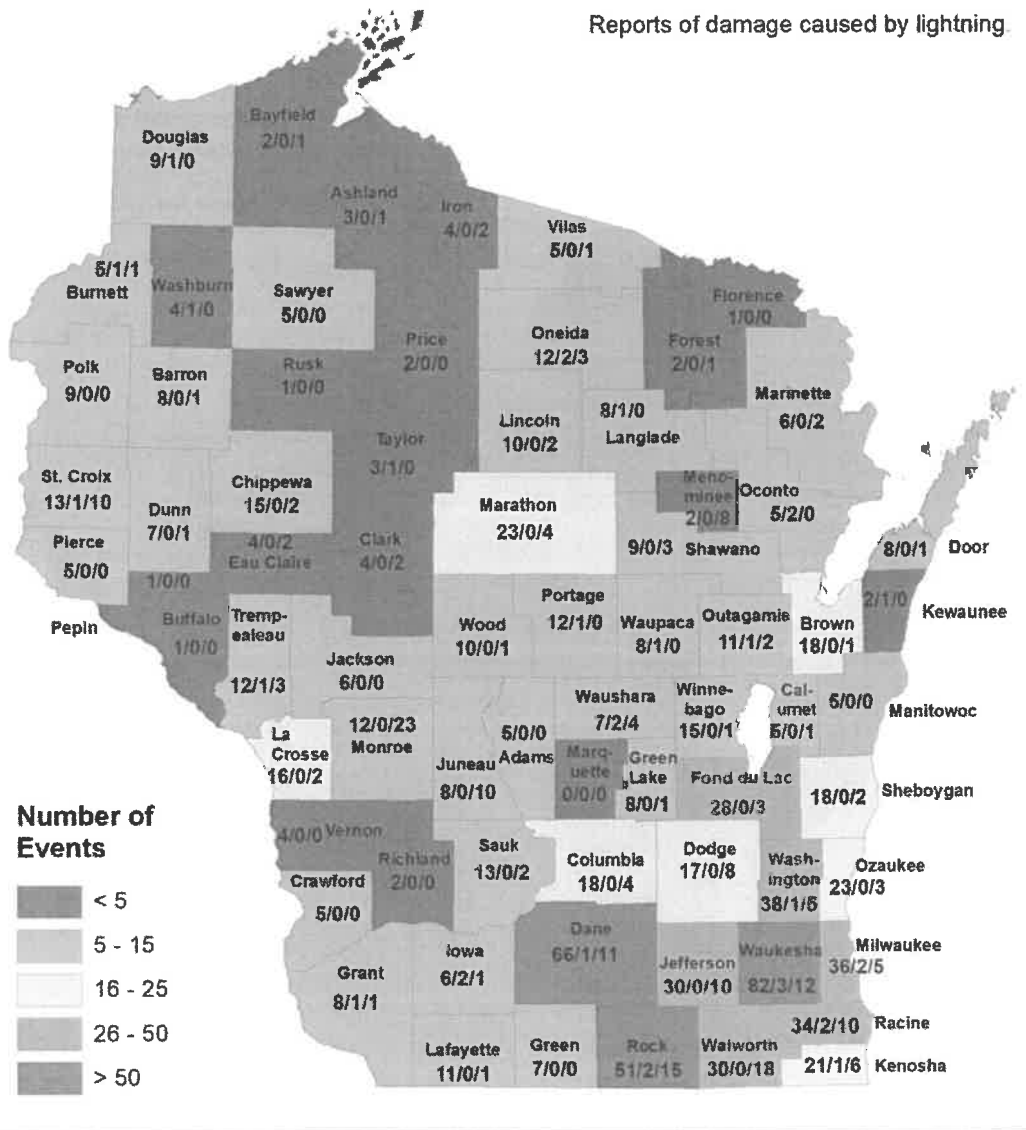 Reports of damage caused by lightning.
Bayfield
2/0/1
Douglas
9/1/0
Ashland
3/0/1
Iron
4/0/2
Vilas
5/0/1
5/1/1
Burnett
Washburn
4/1/0
Sawyer
5/0/0
Florence
1/0/0
Oneida
12/2/3
Forest
2/0/1
Price
2/0/0
Polk
9/0/0
Barron
8/0/1
Rusk
1/0/0
Marinette
6/0/2
Lincoln
10/0/2
8/1/0
Langlade
Taylor
3/1/0
St. Croix
13/1/10
Dunn
7/0/1
Chippewa
15/0/2
Marathon
23/0/4
Meno-
minee
2/0/8
Oconto
5/2/0
Pierce
5/0/0
4/0/2
Eau Claire
Clark
4/0/2
9/0/3
Shawano
8/0/1
Door
1/0/0
Pepin
Buffalo
1/0/0
Tremp-
ealeau
12/1/3
Jackson
6/0/0
Wood
10/0/1
Portage
12/1/0
Waupaca
8/1/0
Outagamie
11/1/2
Brown
18/0/1
2/1/0
Kewaunee
La
Crosse
16/0/2
12/0/23
Monroe
Juneau
8/0/10
5/0/0
Adams
Waushara
7/2/4
Winne-
bago
15/0/1
Cal-
umet
5/0/1
5/0/0
Manitowoc
Marq-
uette
0/0/0
Green
Lake
8/0/1
Fond du Lac
28/0/3
18/0/2
Sheboygan
4/0/0 Vernon
Richland
2/0/0
Crawford
5/0/0
Sauk
13/0/2
Columbia
18/0/4
Dodge
17/0/8
Wash-
ington
38/1/5
Ozaukee
23/0/3
Grant
8/1/1
Iowa
6/2/1
Dane
66/1/11
Jefferson
30/0/10
Waukesha
82/3/12
Milwaukee
36/2/5
Lafayette
11/0/1
Green
7/0/0
Rock
51/2/15
Walworth
30/0/18
34/2/10
Racine
21/1/6
Kenosha
Number of
Events
< 5
5 - 15
16 - 25
26 - 50
> 50